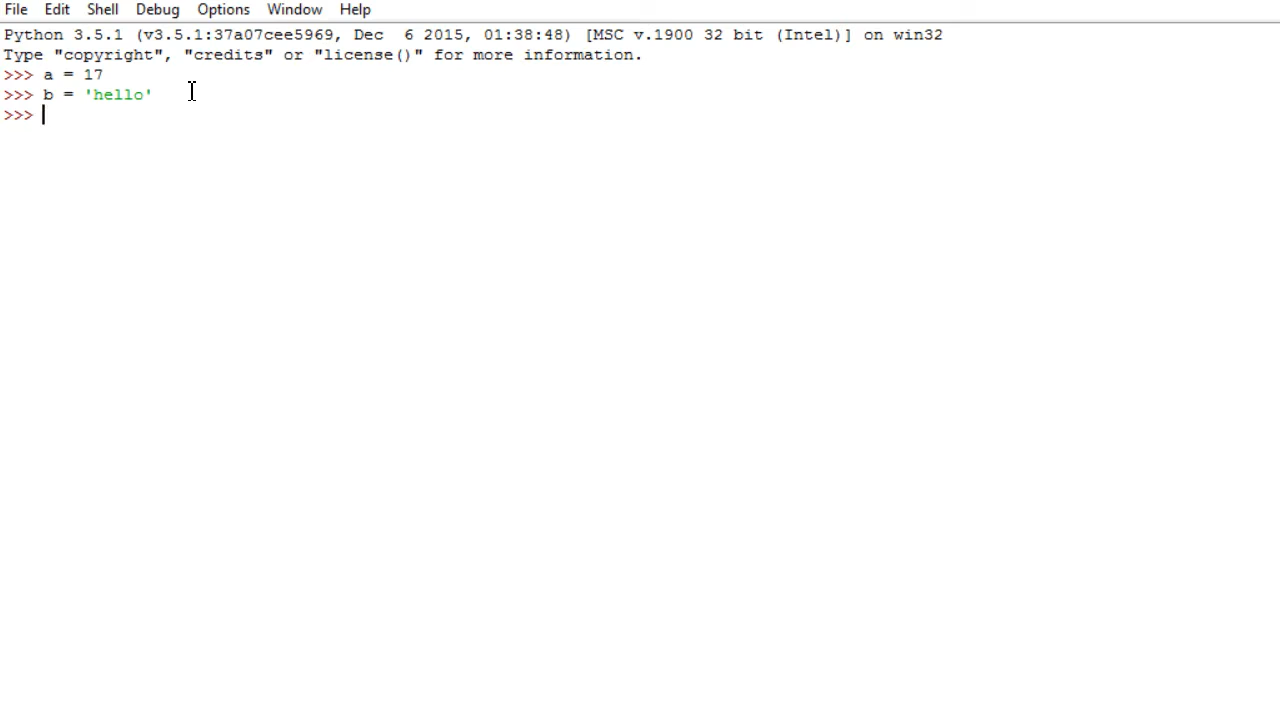 File Edit Shell Debug Options Window Help
Python 3.5.1 (v3.5.1:37a07cee5969, Dec  6 2015, 01:38:48) [MSC v.1900 32 bit (Intel)] on win32
Type "copyright", "credits" or "license()" for more information.
>>> a = 17
>>> b = 'hello'
>>>